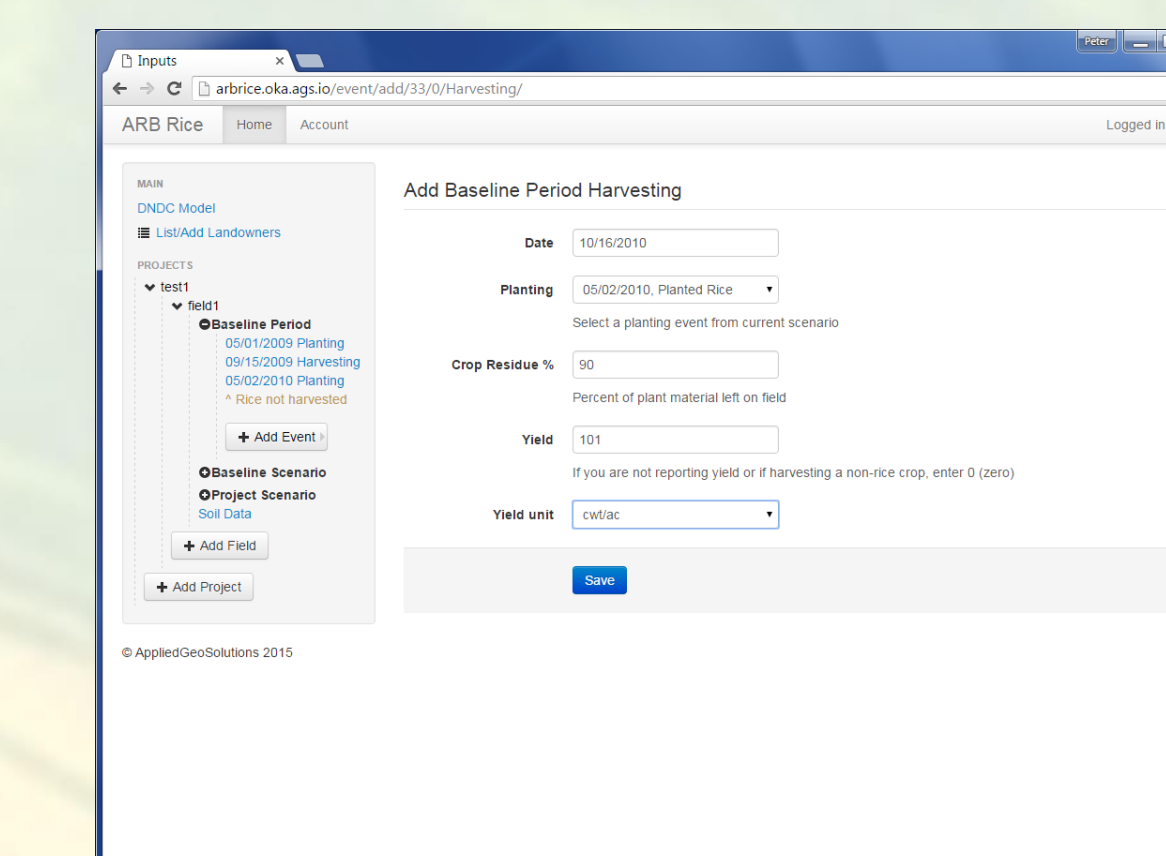 Peter
Inputs ×
arbrice.oka.ags.io/event/add/33/0/Harvesting/
ARB Rice Home Account Logged in
MAIN
DNDC Model
List/Add Landowners
PROJECTS
test1
field1
Baseline Period
05/01/2009 Planting
09/15/2009 Harvesting
05/02/2010 Planting
^ Rice not harvested
+ Add Event
Baseline Scenario
Project Scenario
Soil Data
+ Add Field
+ Add Project
Add Baseline Period Harvesting
Date 10/16/2010
Planting 05/02/2010, Planted Rice
Select a planting event from current scenario
Crop Residue % 90
Percent of plant material left on field
Yield 101
If you are not reporting yield or if harvesting a non-rice crop, enter 0 (zero)
Yield unit cwt/ac
Save
© AppliedGeoSolutions 2015